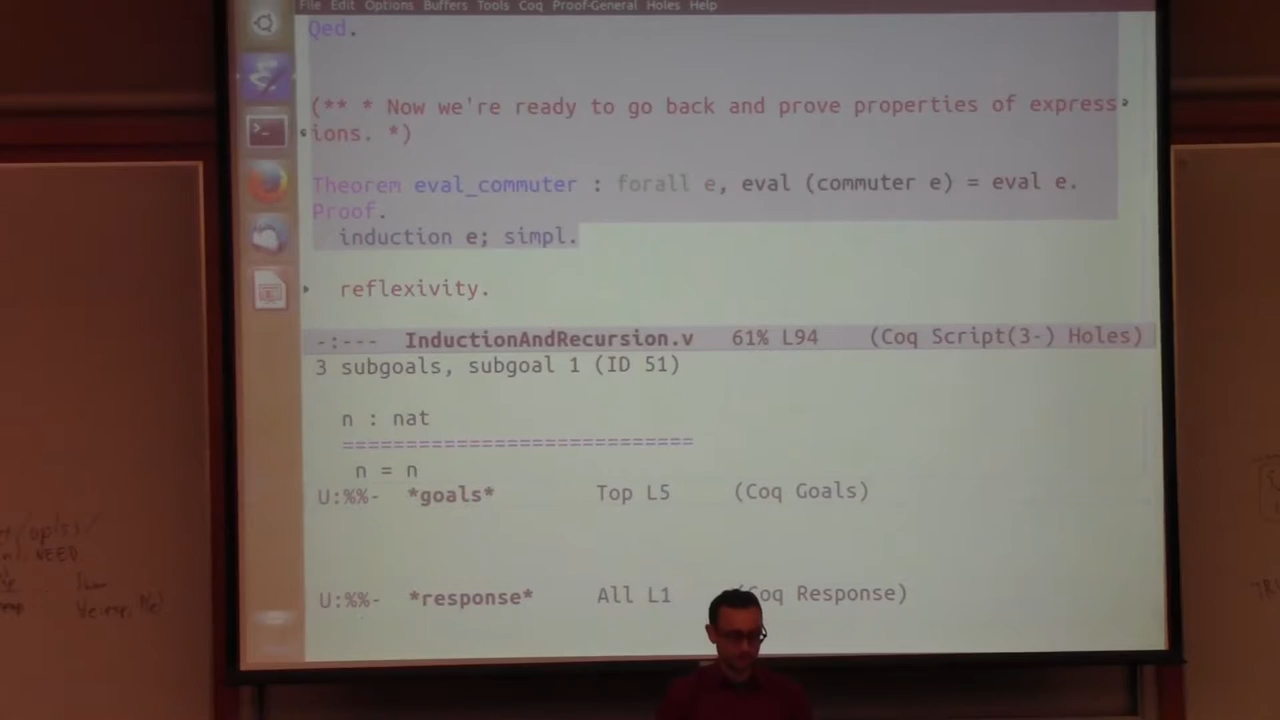 File Edit Options Buffers Tools Coq Proof-General Holes Help
Qed.
(** * Now we're ready to go back and prove properties of express
ions. *)
Theorem eval_commuter : forall e, eval (commuter e) = eval e.
Proof.
induction e; simpl.
reflexivity.
-:--- InductionAndRecursion.v 61% L94 (Coq Script(3-) Holes)
3 subgoals, subgoal 1 (ID 51)
n : nat
============================
n = n
U:%%- *goals* Top L5 (Coq Goals)
U:%%- *response* All L1 (Coq Response)
NEED